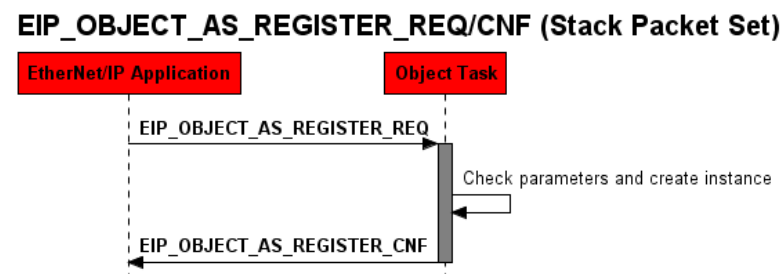 EIP_OBJECT_AS_REGISTER_REQ/CNF (Stack Packet Set)
EtherNet/IP Application
Object Task
EIP_OBJECT_AS_REGISTER_REQ
Check parameters and create instance
EIP_OBJECT_AS_REGISTER_CNF